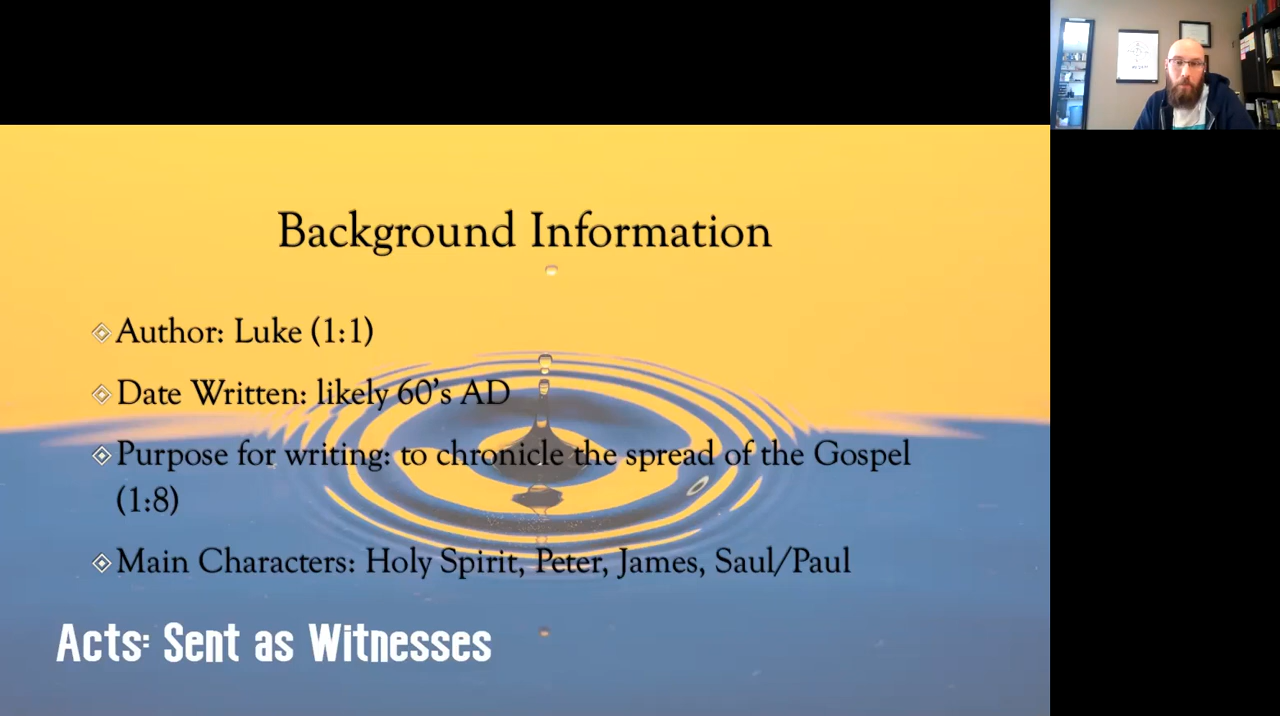 Background Information
Author: Luke (1:1)
Date Written: likely 60's AD
Purpose for writing: to chronicle the spread of the Gospel
(1:8)
Main Characters: Holy Spirit, Peter, James, Saul/Paul
Acts: Sent as Witnesses